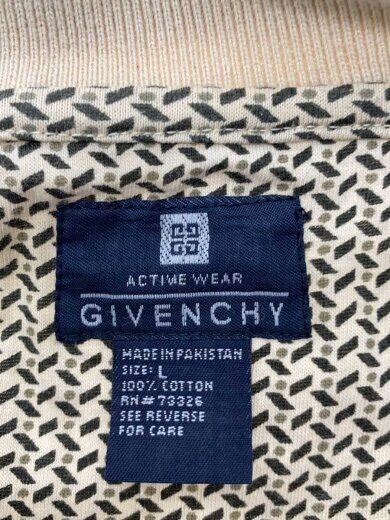 ACTIVE WEAR
GIVENCHY
MADE IN PAKISTAN
SIZE: L
100% COTTON
RN# 73326
SEE REVERSE
FOR CARE